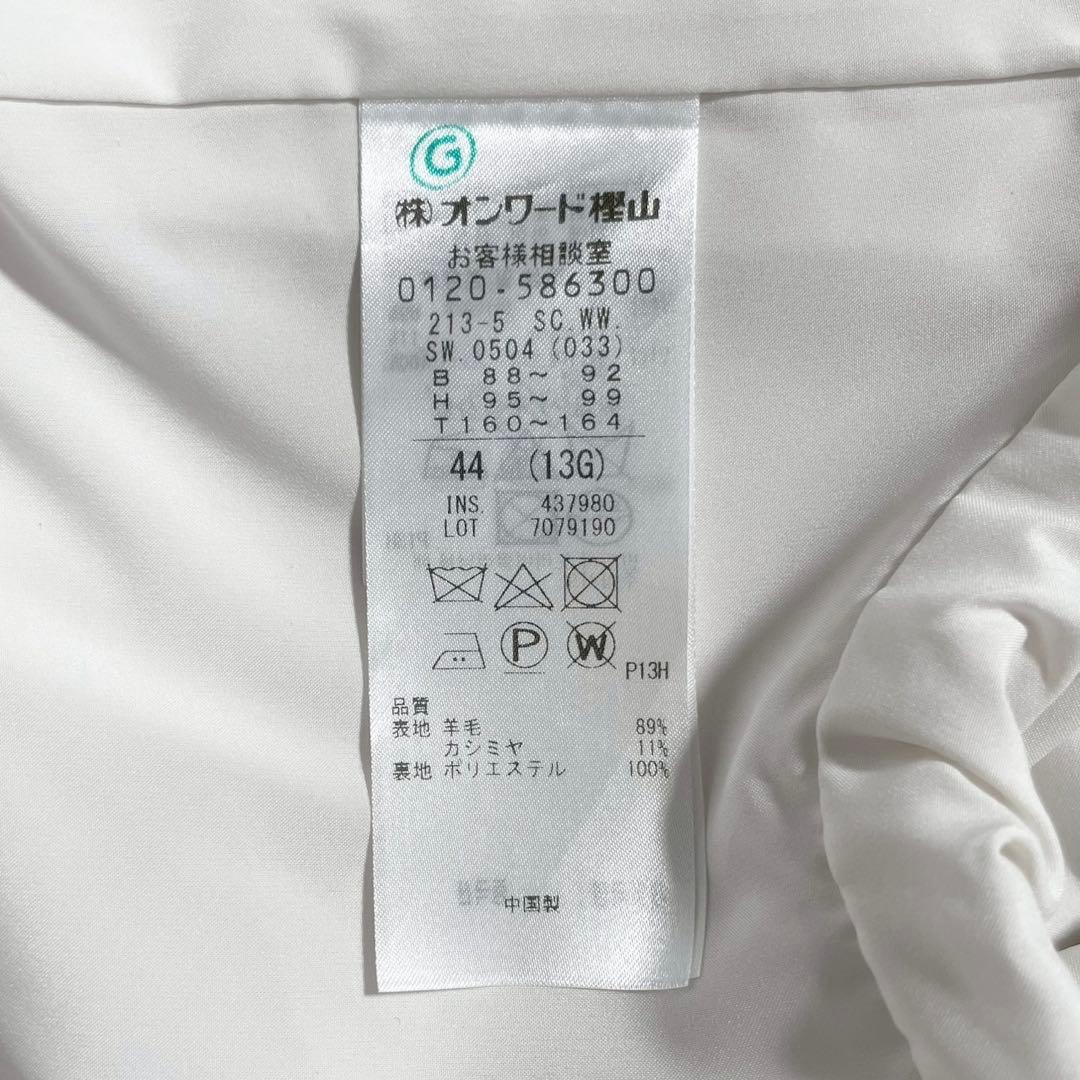 G
(株)オンワード樫山
お客様相談室
0120-586300
213-5 SC.WW.
SW.0504 (033)
B 88～ 92
H 95～ 99
T160～164
44 (13G)
INS. 437980
LOT 7079190
P W P13H
品質
表地 羊毛 89%
カシミヤ 11%
裏地 ポリエステル 100%
中国製